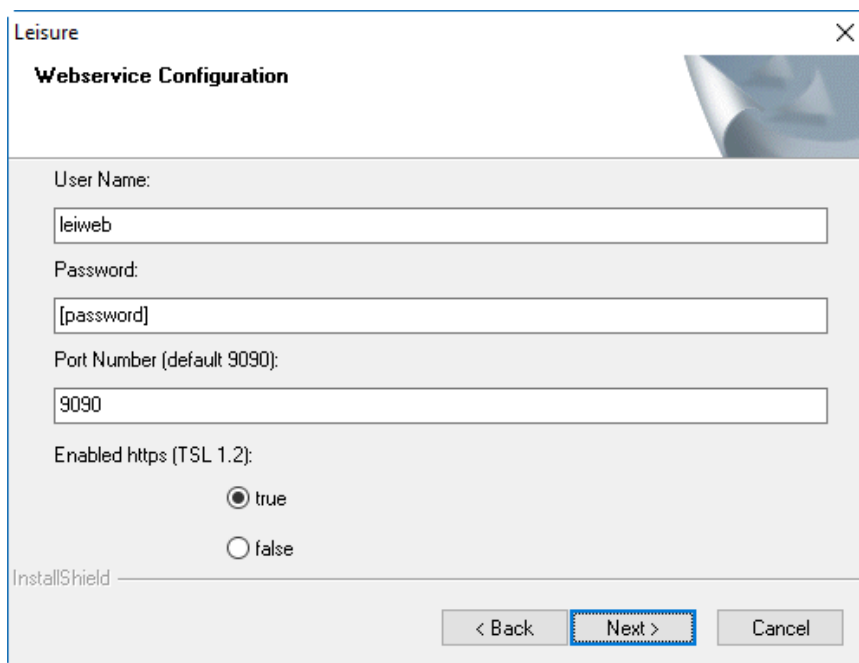 Leisure
Webservice Configuration
User Name:
leiweb
Password:
[password]
Port Number (default 9090):
9090
Enabled https (TSL 1.2):
true
false
InstallShield
< Back Next > Cancel